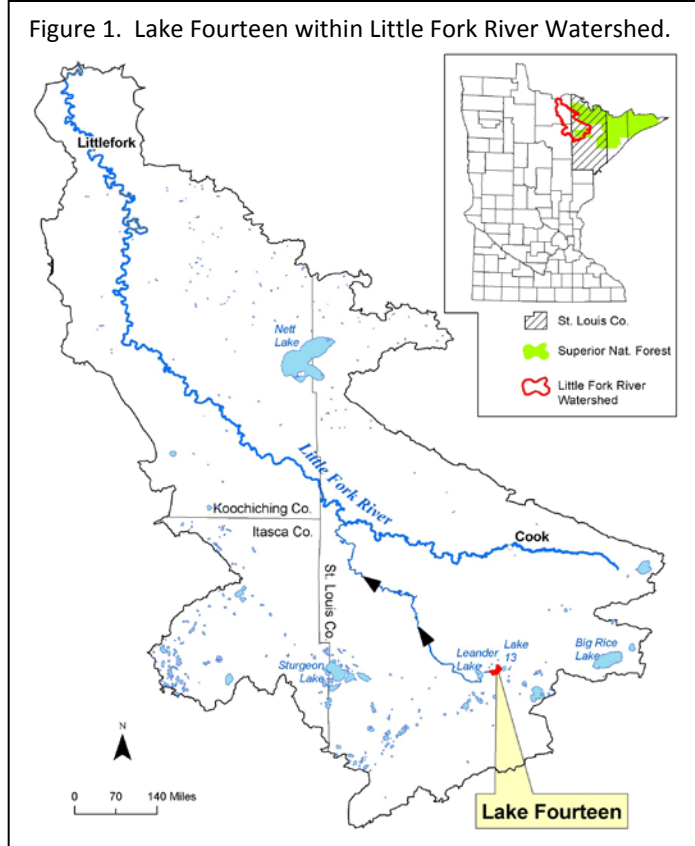 Figure 1. Lake Fourteen within Little Fork River Watershed.
Littlefork
St. Louis Co.
Superior Nat. Forest
Little Fork River
Watershed
Nett
Lake
Little Fork River
Koochiching Co.
Itasca Co.
St. Louis Co.
Cook
Leander
Lake
Lake
13
Big Rice
Lake
Sturgeon
Lake
N
0 70 140 Miles
Lake Fourteen